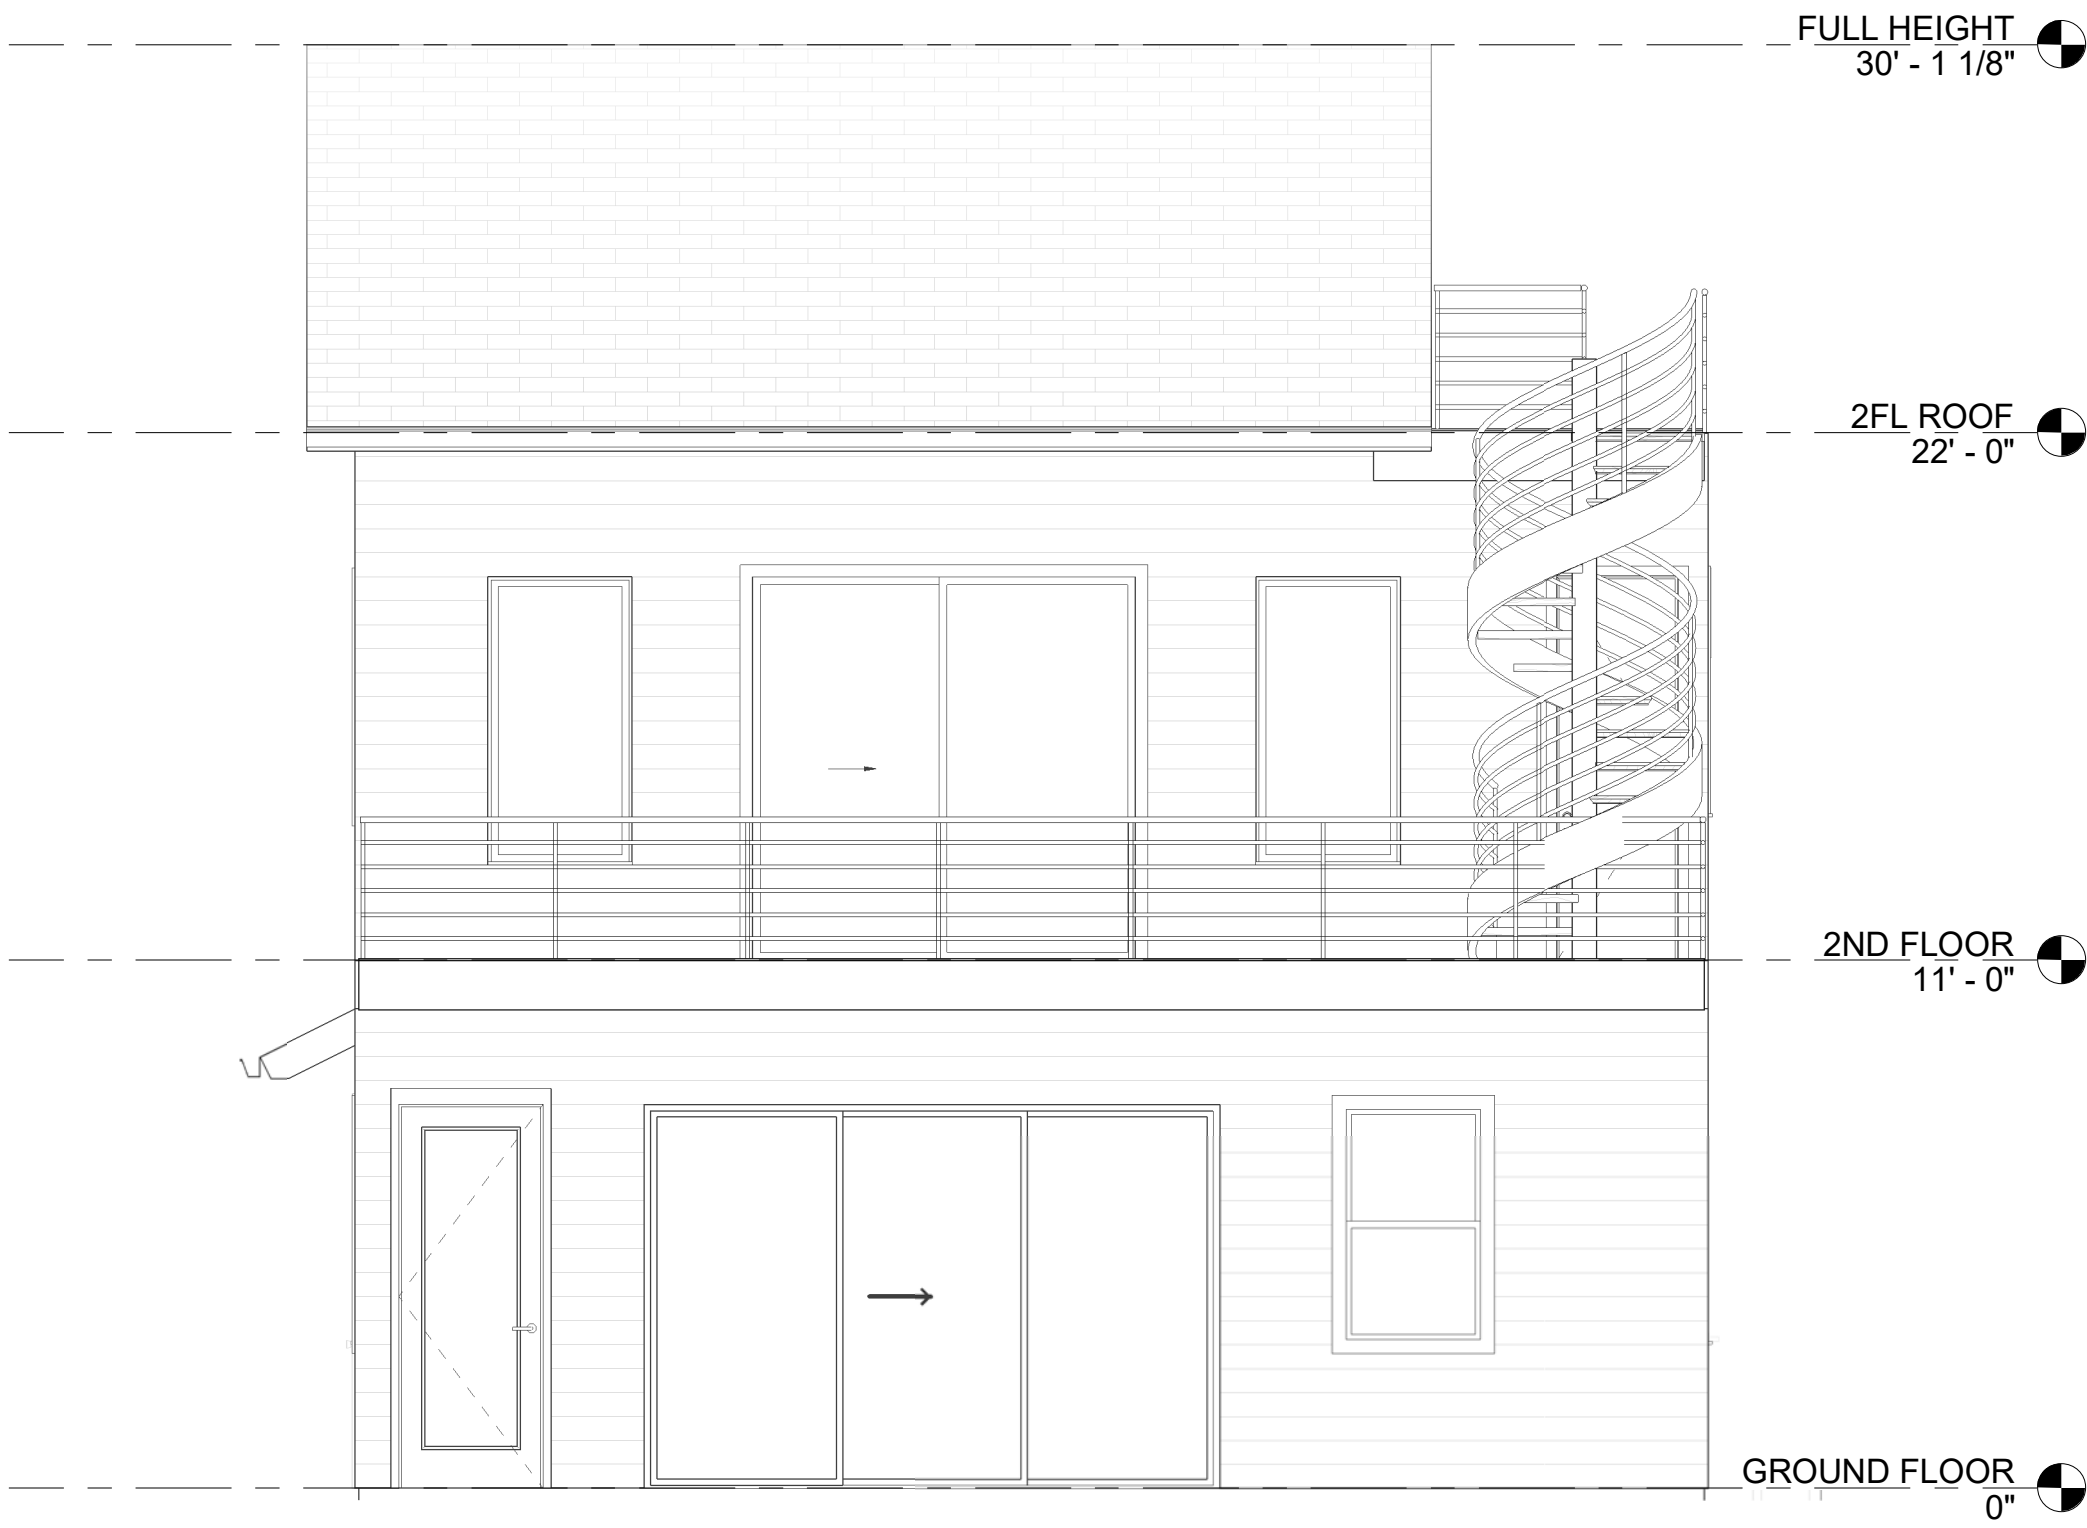 FULL HEIGHT
30' - 1 1/8"
2FL ROOF
22' - 0"
2ND FLOOR
11' - 0"
GROUND FLOOR
0"